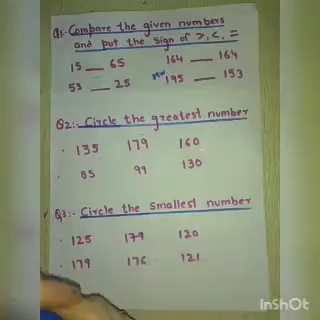 Q1:- Compare the given numbers
and put the sign of >, <, =
15 __ 65 164 __ 164
53 __ 25 195 __ 153
Q2:- Circle the greatest number
135 179 160
85 99 130
Q3:- Circle the smallest number
125 179 120
179 176 121
InShOt